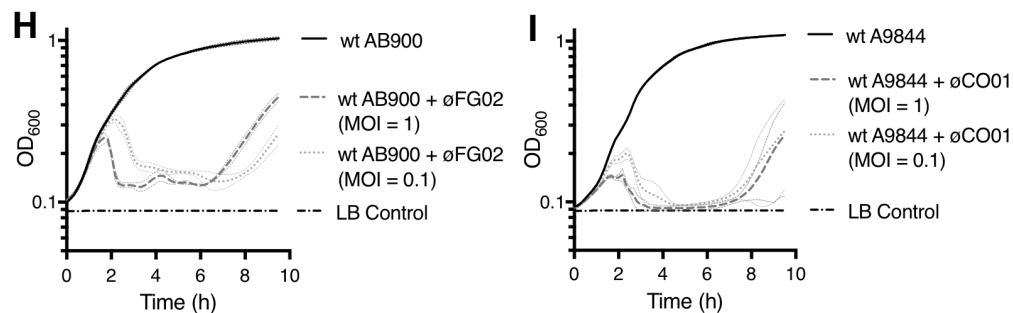 H
1
0.1
OD600
0 2 4 6 8 10
Time (h)
wt AB900
wt AB900 + øFG02
(MOI = 1)
wt AB900 + øFG02
(MOI = 0.1)
LB Control
I
1
0.1
OD600
0 2 4 6 8 10
Time (h)
wt A9844
wt A9844 + øCO01
(MOI = 1)
wt A9844 + øCO01
(MOI = 0.1)
LB Control